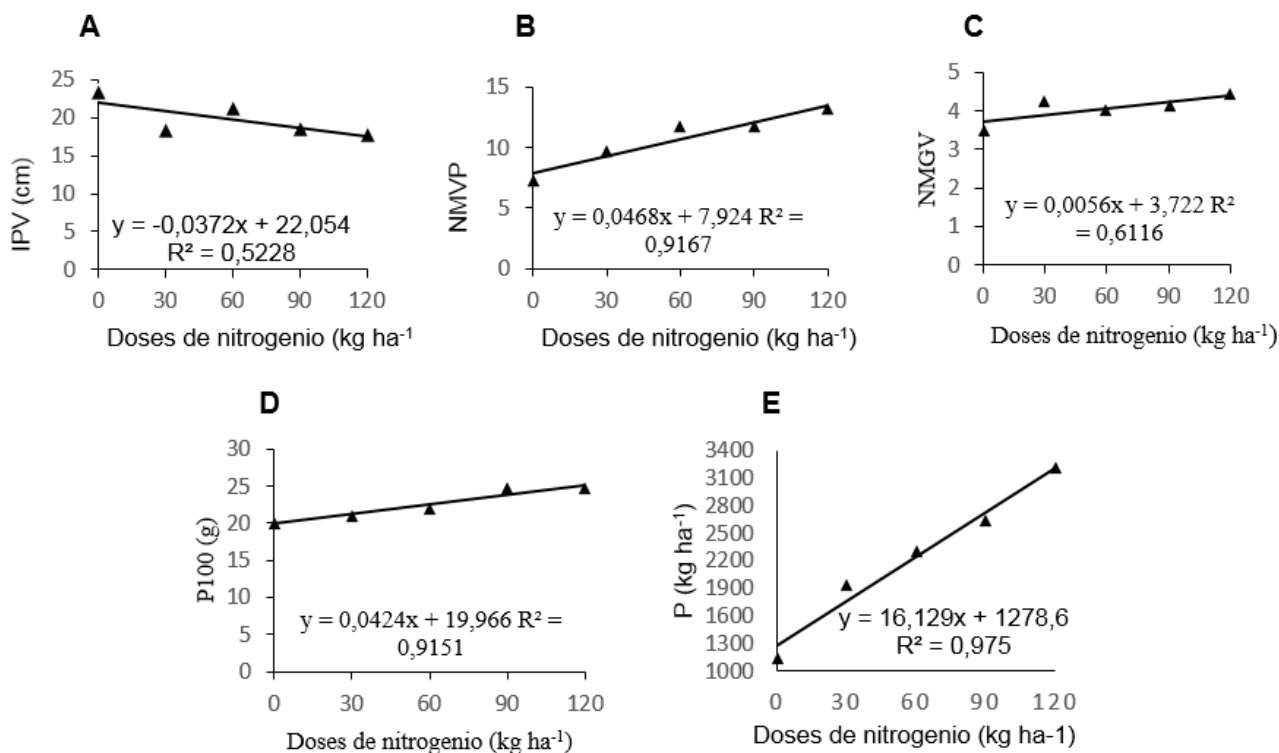 A
25
20
15
10
5
0
IPV (cm)
y = -0,0372x + 22,054
R² = 0,5228
0 30 60 90 120
Doses de nitrogenio (kg ha-1
B
15
10
5
0
NMVP
y = 0,0468x + 7,924 R² =
0,9167
0 30 60 90 120
Doses de nitrogenio (kg ha-1)
C
5
4
3
2
1
0
NMGV
y = 0,0056x + 3,722 R²
= 0,6116
0 30 60 90 120
Doses de nitrogenio (kg ha-1)
D
30
25
20
15
10
5
0
P100 (g)
y = 0,0424x + 19,966 R² =
0,9151
0 30 60 90 120
Doses de nitrogenio (kg ha-1)
E
3400
3100
2800
2500
2200
1900
1600
1300
1000
P (kg ha-1)
y = 16,129x + 1278,6
R² = 0,975
0 30 60 90 120
Doses de nitrogenio (kg ha-1)